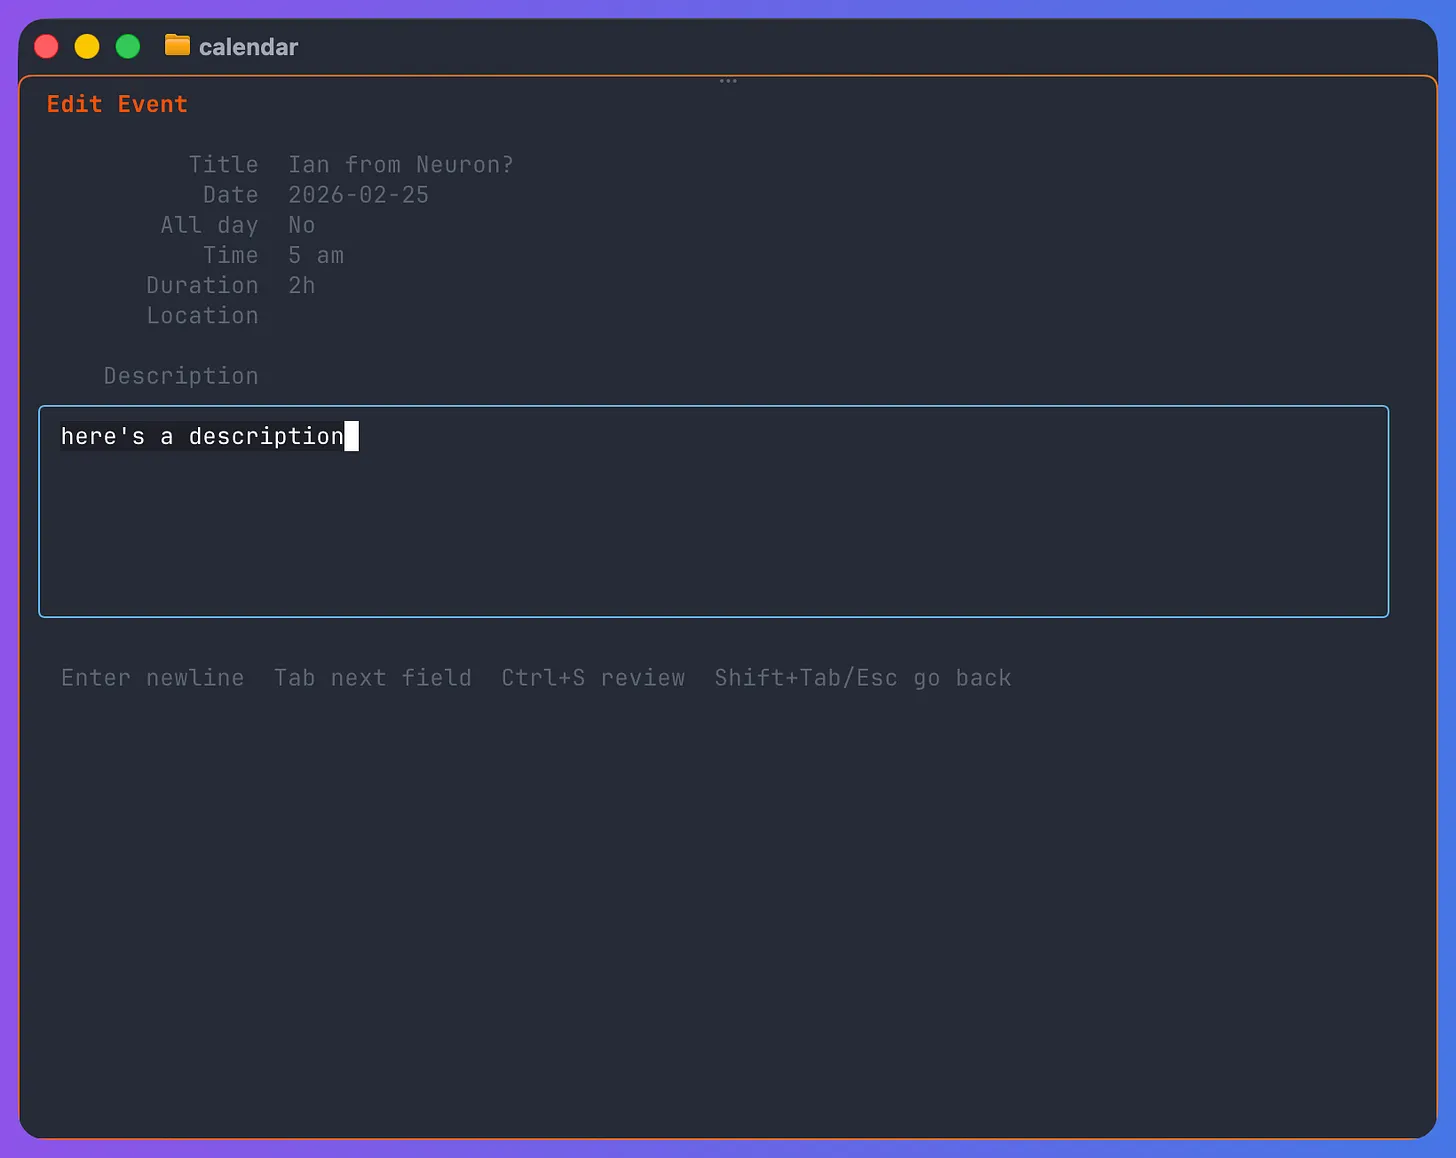 calendar
Edit Event
Title Ian from Neuron?
Date 2026-02-25
All day No
Time 5 am
Duration 2h
Location
Description
here's a description
Enter newline Tab next field Ctrl+S review Shift+Tab/Esc go back